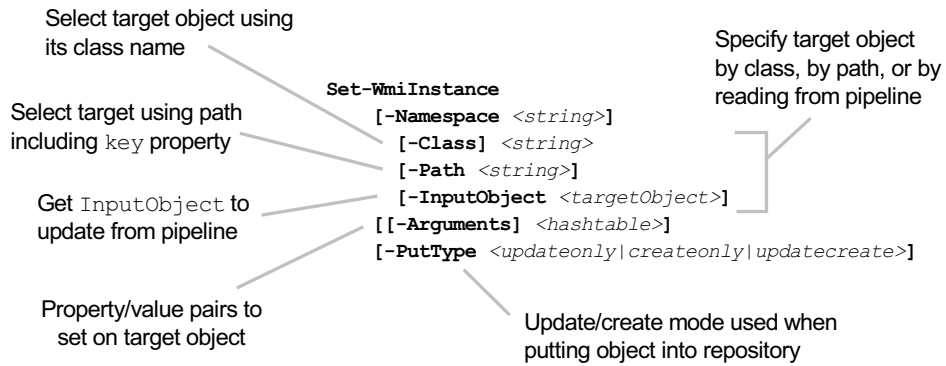 Select target object using
its class name
Specify target object
by class, by path, or by
reading from pipeline
Set-WmiInstance
[-Namespace <string>]
Select target using path
including key property
[-Class] <string>
[-Path <string>]
[-InputObject <targetObject>]
Get InputObject to
update from pipeline
[[-Arguments] <hashtable>]
[-PutType <updateonly|createonly|updatecreate>]
Property/value pairs to
set on target object
Update/create mode used when
putting object into repository